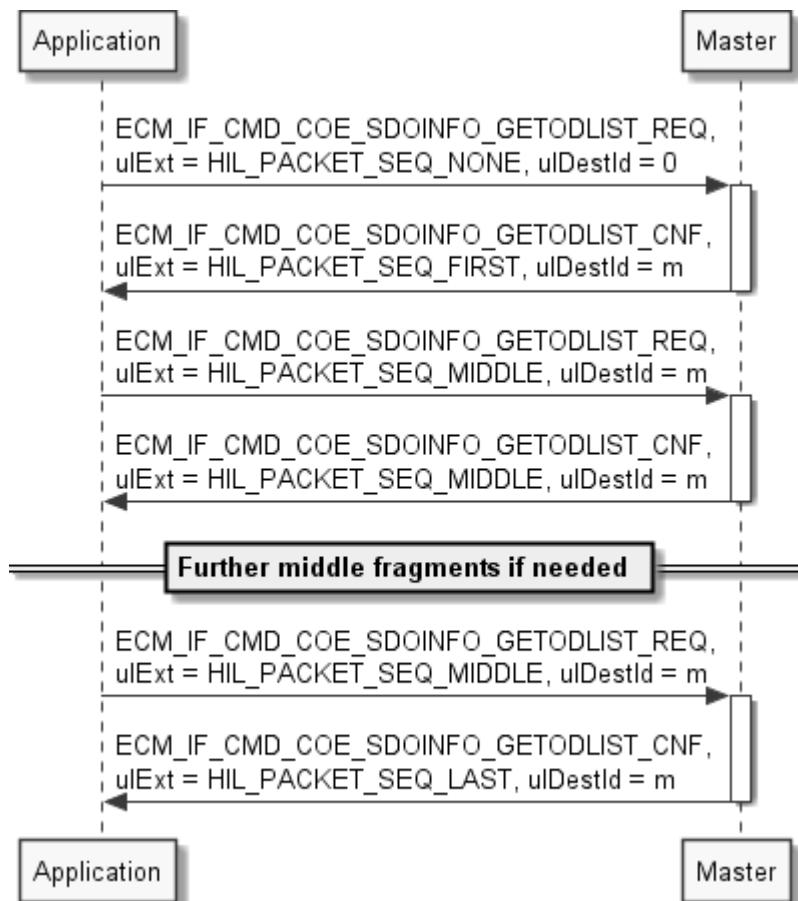 Application
Master
ECM_IF_CMD_COE_SDOINFO_GETODLIST_REQ,
ulExt = HIL_PACKET_SEQ_NONE, ulDestId = 0
ECM_IF_CMD_COE_SDOINFO_GETODLIST_CNF,
ulExt = HIL_PACKET_SEQ_FIRST, ulDestId = m
ECM_IF_CMD_COE_SDOINFO_GETODLIST_REQ,
ulExt = HIL_PACKET_SEQ_MIDDLE, ulDestId = m
ECM_IF_CMD_COE_SDOINFO_GETODLIST_CNF,
ulExt = HIL_PACKET_SEQ_MIDDLE, ulDestId = m
Further middle fragments if needed
ECM_IF_CMD_COE_SDOINFO_GETODLIST_REQ,
ulExt = HIL_PACKET_SEQ_MIDDLE, ulDestId = m
ECM_IF_CMD_COE_SDOINFO_GETODLIST_CNF,
ulExt = HIL_PACKET_SEQ_LAST, ulDestId = m
Application
Master